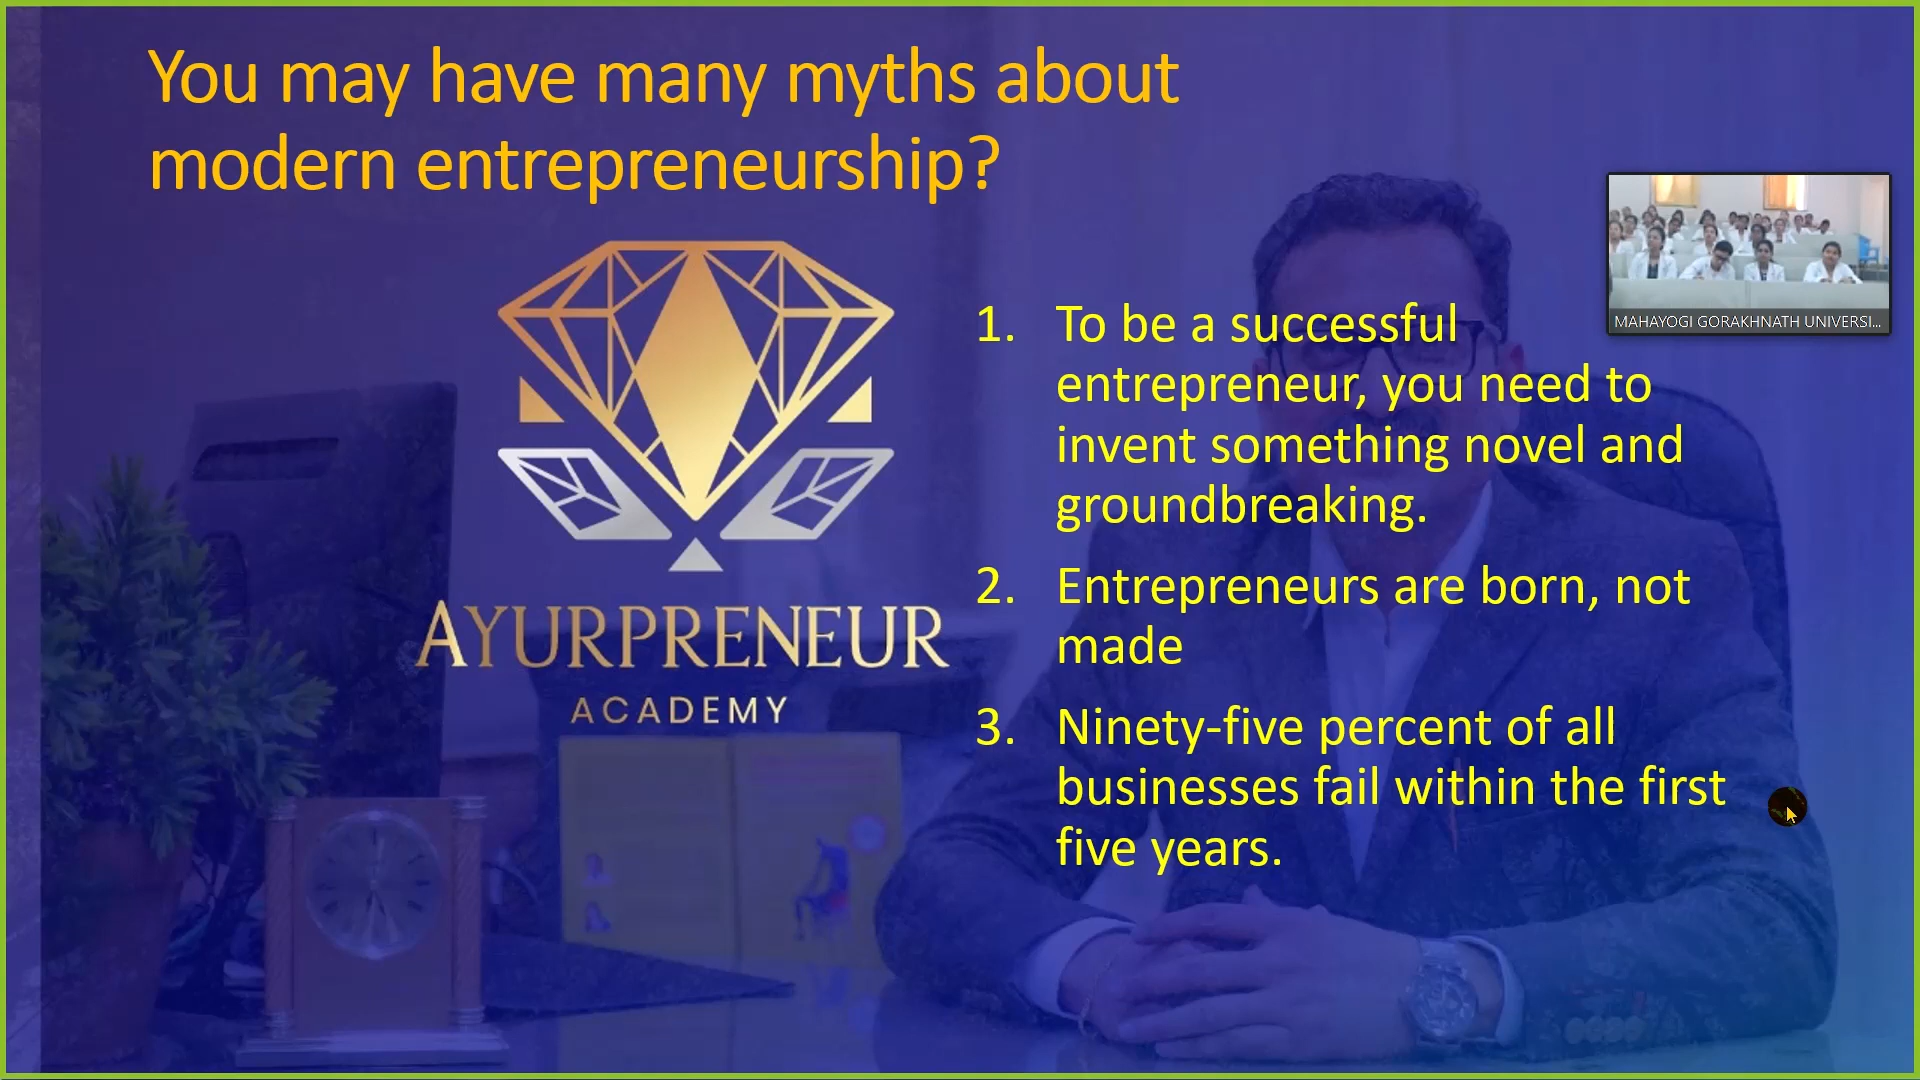 You may have many myths about
modern entrepreneurship?
MAHAYOGI GORAKHNATH UNIVERSI...
AYURPRENEUR
ACADEMY
1. To be a successful
entrepreneur, you need to
invent something novel and
groundbreaking.
2. Entrepreneurs are born, not
made
3. Ninety-five percent of all
businesses fail within the first
five years.